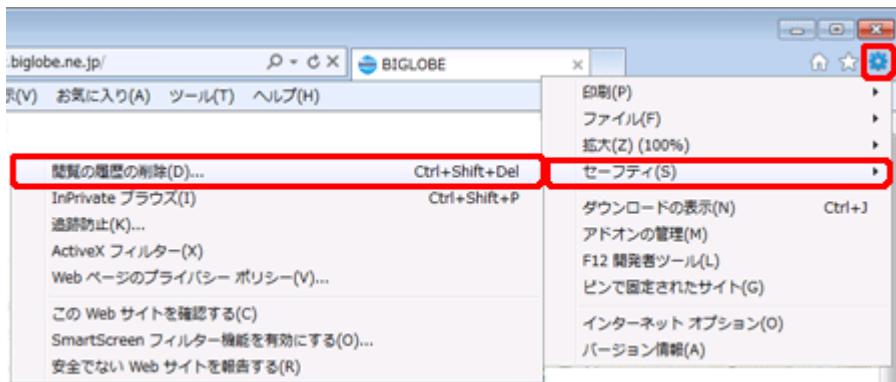 .biglobe.ne.jp/
BIGLOBE
(V) お気に入り(A) ツール(T) ヘルプ(H)
印刷(P)
ファイル(F)
拡大(Z) (100%)
セーフティ(S)
ダウンロードの表示(N) Ctrl+J
アドオンの管理(M)
F12 開発者ツール(L)
ピンで固定されたサイト(G)
インターネット オプション(O)
バージョン情報(A)
閲覧の履歴の削除(D)... Ctrl+Shift+Del
InPrivate ブラウズ(I) Ctrl+Shift+P
追跡防止(K)...
ActiveX フィルター(X)
Web ページのプライバシー ポリシー(V)...
この Web サイトを確認する(C)
SmartScreen フィルター機能を有効にする(O)...
安全でない Web サイトを報告する(R)